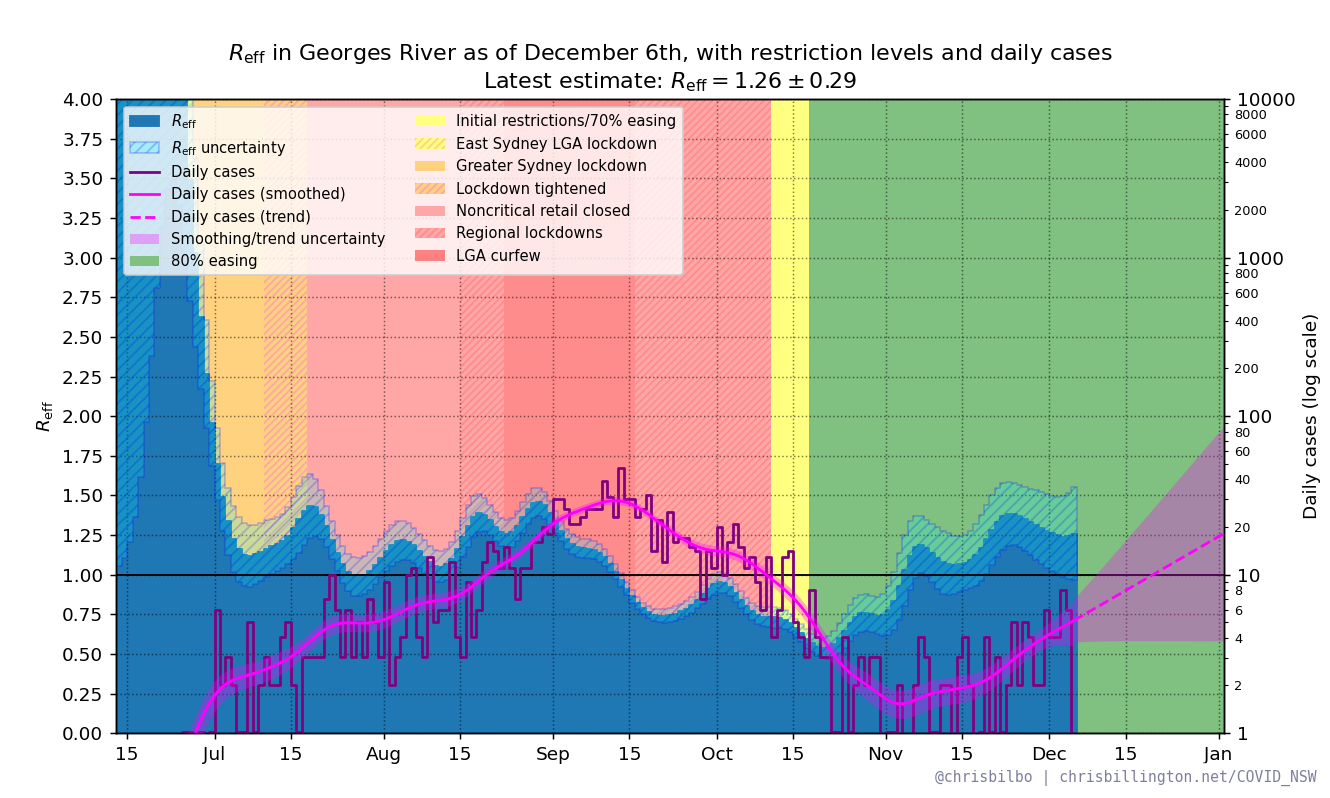 Reff in Georges River as of December 6th, with restriction levels and daily cases
Latest estimate: Reff = 1.26 ± 0.29
Reff
Reff uncertainty
Daily cases
Daily cases (smoothed)
Daily cases (trend)
Smoothing/trend uncertainty
80% easing
Initial restrictions/70% easing
East Sydney LGA lockdown
Greater Sydney lockdown
Lockdown tightened
Noncritical retail closed
Regional lockdowns
LGA curfew
4.00
3.75
3.50
3.25
3.00
2.75
2.50
2.25
2.00
1.75
1.50
1.25
1.00
0.75
0.50
0.25
0.00
Reff
10000
8000
6000
4000
2000
1000
800
600
400
200
100
80
60
40
20
10
8
6
4
2
1
Daily cases (log scale)
15 Jul 15 Aug 15 Sep 15 Oct 15 Nov 15 Dec 15 Jan
@chrisbilbo | chrisbillington.net/COVID_NSW